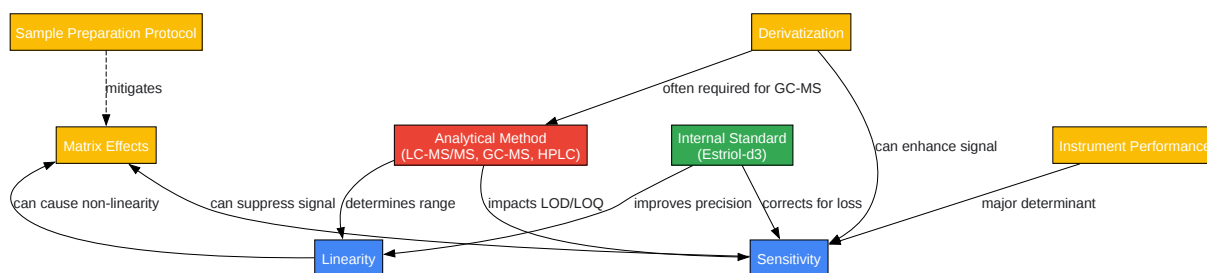 Sample Preparation Protocol
Derivatization
mitigates
often required for GC-MS
Matrix Effects
Analytical Method
(LC-MS/MS, GC-MS, HPLC)
Internal Standard
(Estriol-d3)
can enhance signal
Instrument Performance
can cause non-linearity
can suppress signal
determines range
impacts LOD/LOQ
improves precision
corrects for loss
major determinant
Linearity
Sensitivity